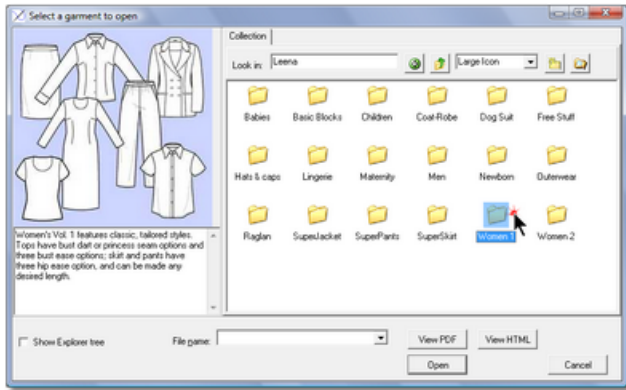 Select a garment to open
Collection
Look in: Leena
Large Icon
Babies
Basic Blocks
Children
Coat-Robe
Dog Suit
Free Stuff
Hats & caps
Lingerie
Maternity
Men
Newborn
Outerwear
Raglan
SuperJacket
SuperPants
SuperSkirt
Women 1
Women 2
Women's Vol. 1 features classic, tailored styles.
Tops have bust dart or princess seam options and
three bust ease options; skirt and pants have
three hip ease option, and can be made any
desired length.
Show Explorer tree
File name:
View PDF
View HTML
Open
Cancel